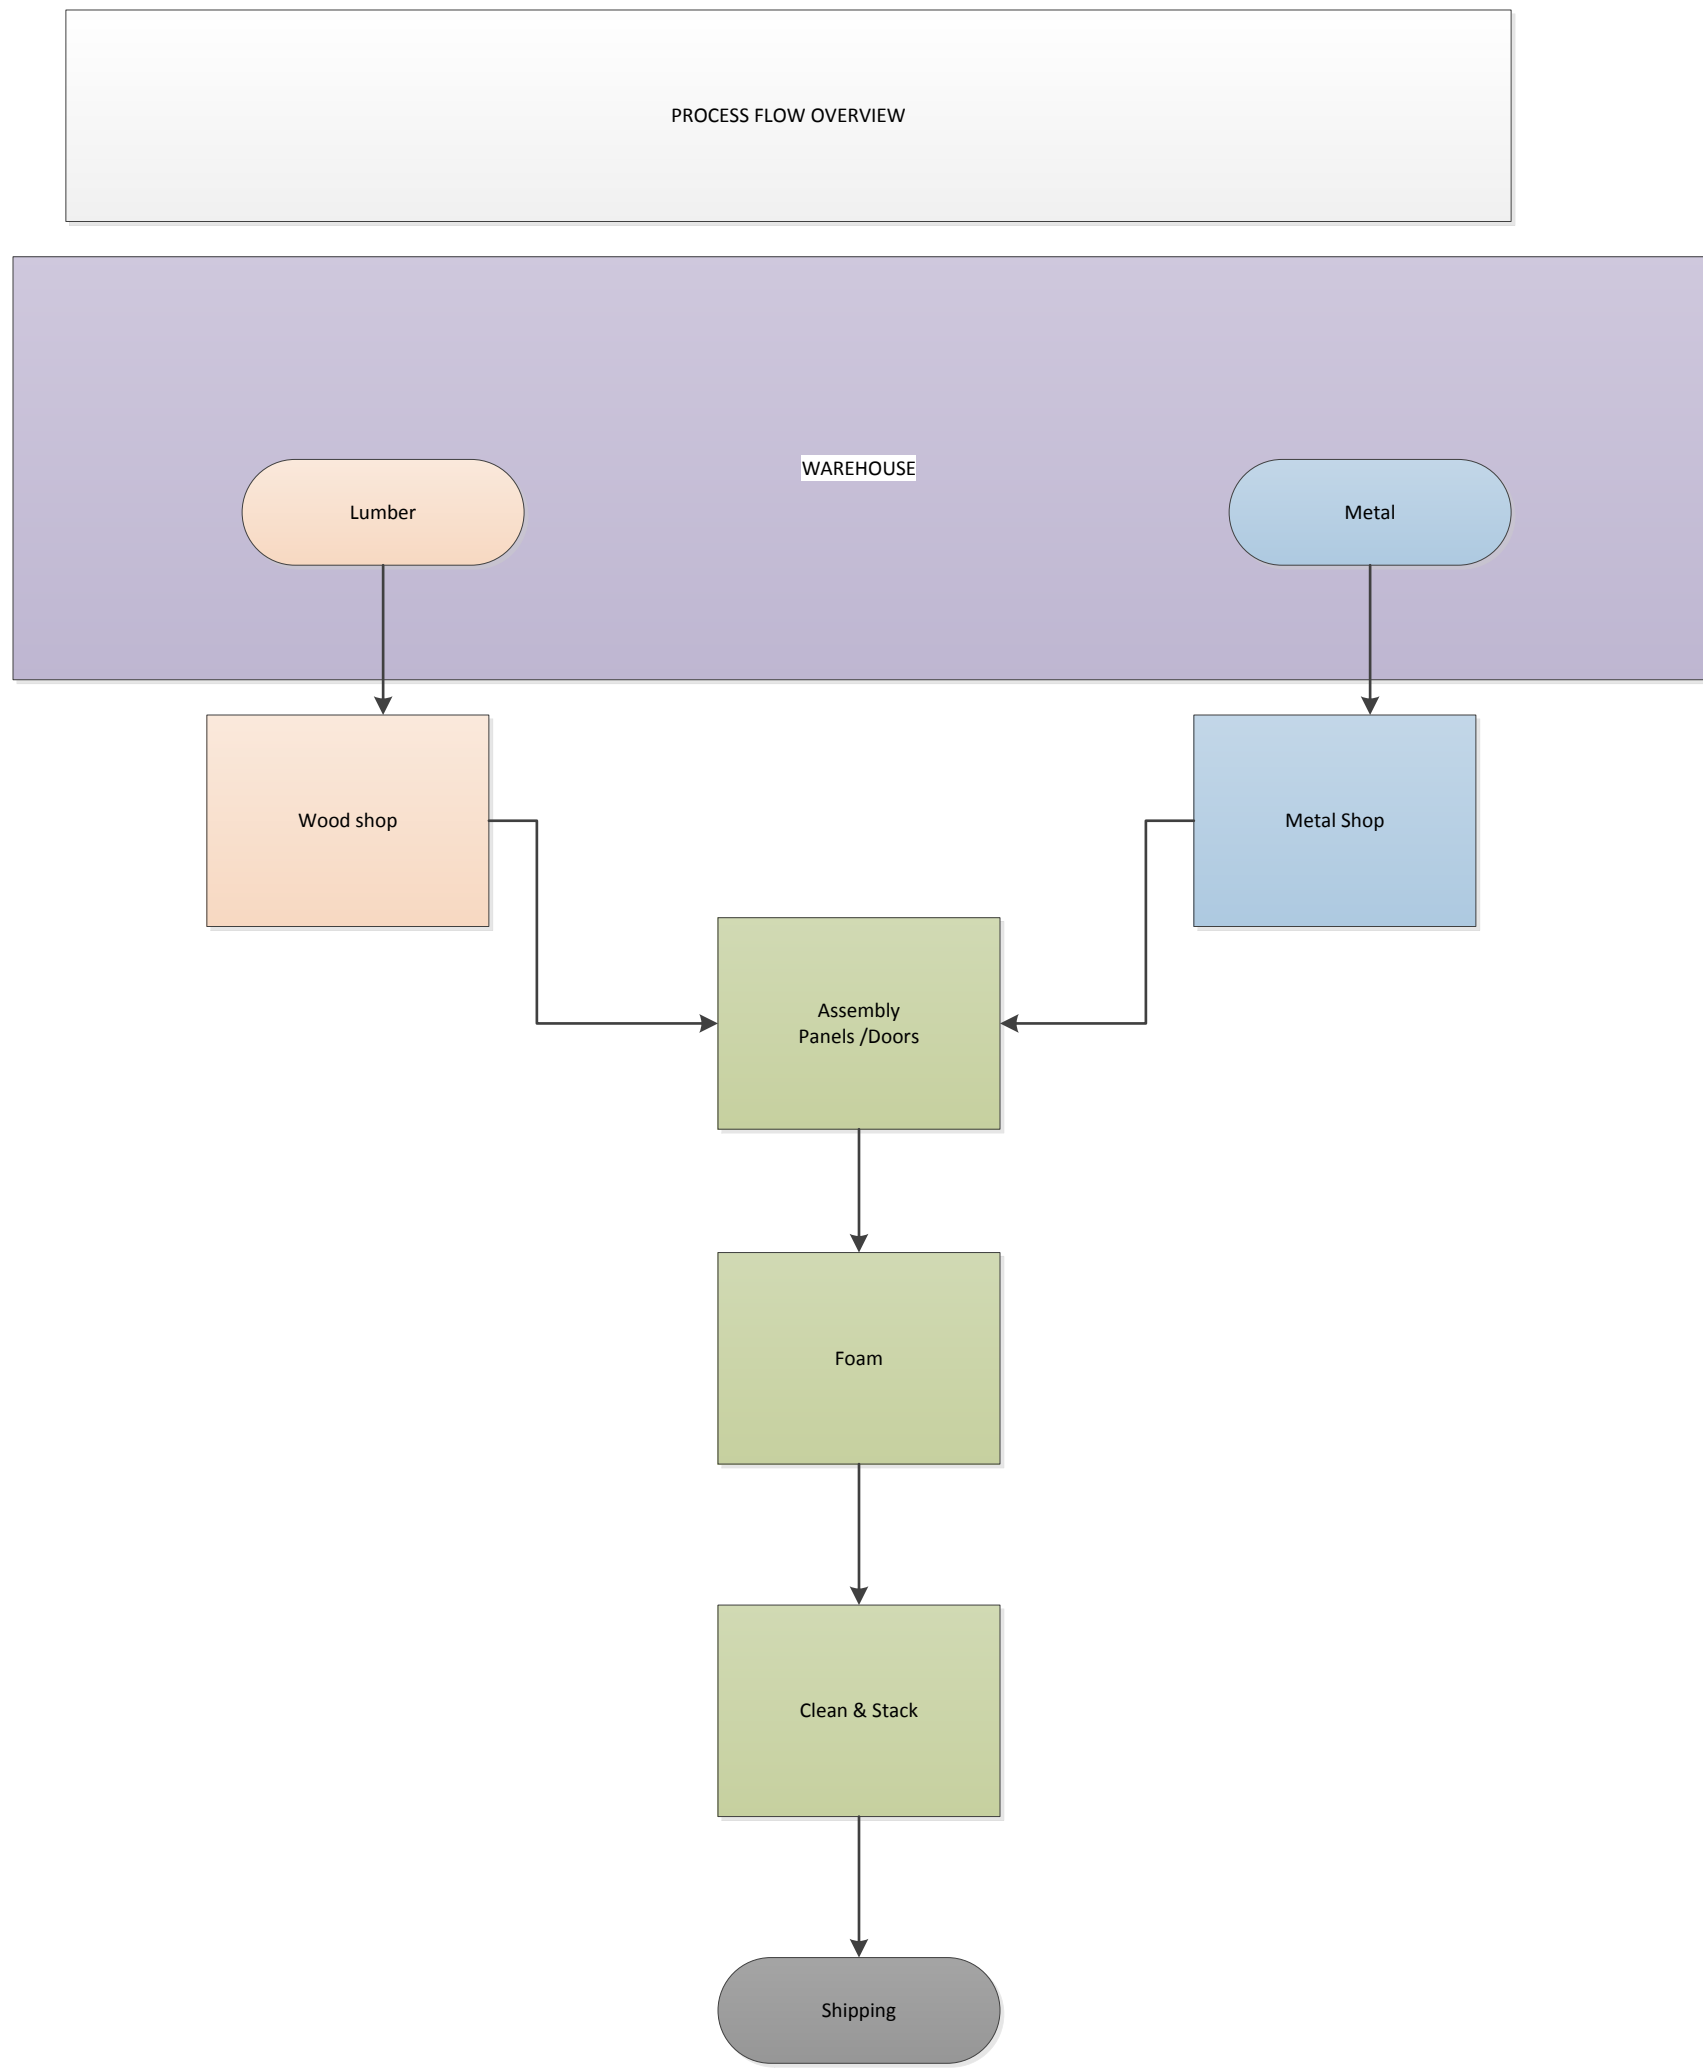 PROCESS FLOW OVERVIEW
WAREHOUSE
Lumber
Metal
Wood shop
Metal Shop
Assembly
Panels /Doors
Foam
Clean & Stack
Shipping